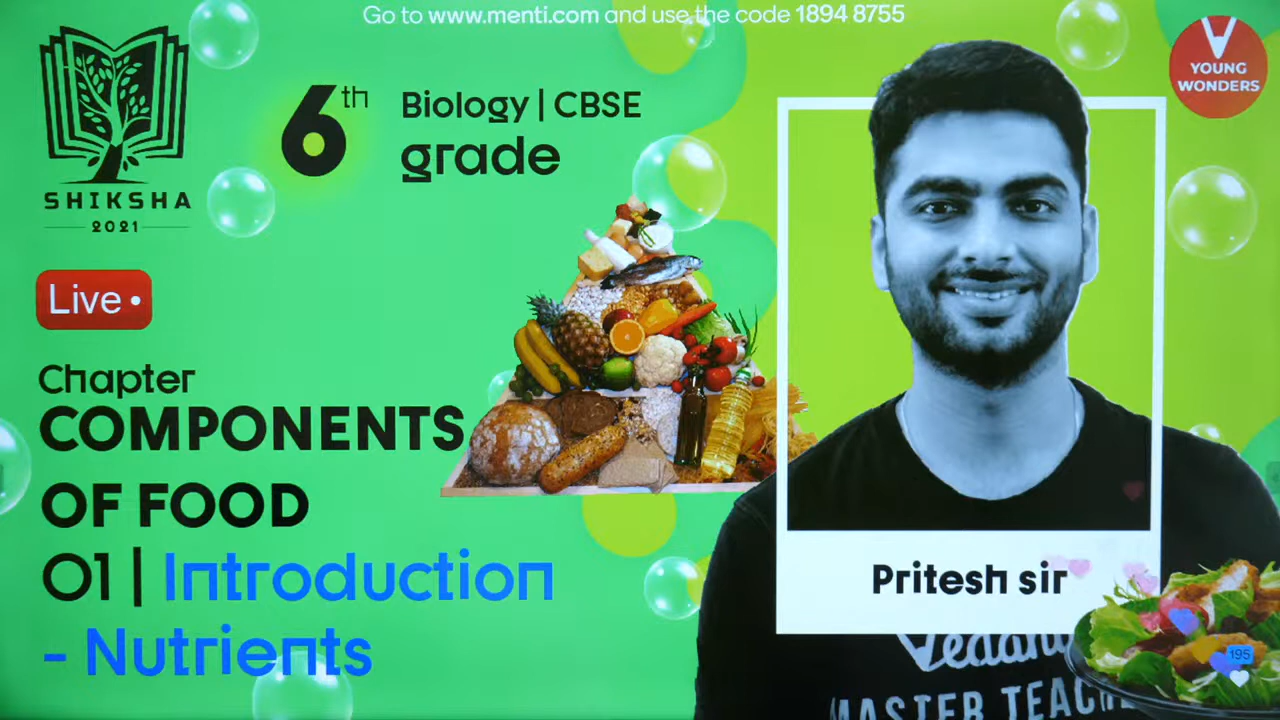 Go to www.menti.com and use the code 1894 8755
SHIKSHA
2021
6th
Biology | CBSE
grade
YOUNG
WONDERS
Live
Chapter
COMPONENTS
OF FOOD
01 | Introduction
- Nutrients
Pritesh sir
MASTER
195